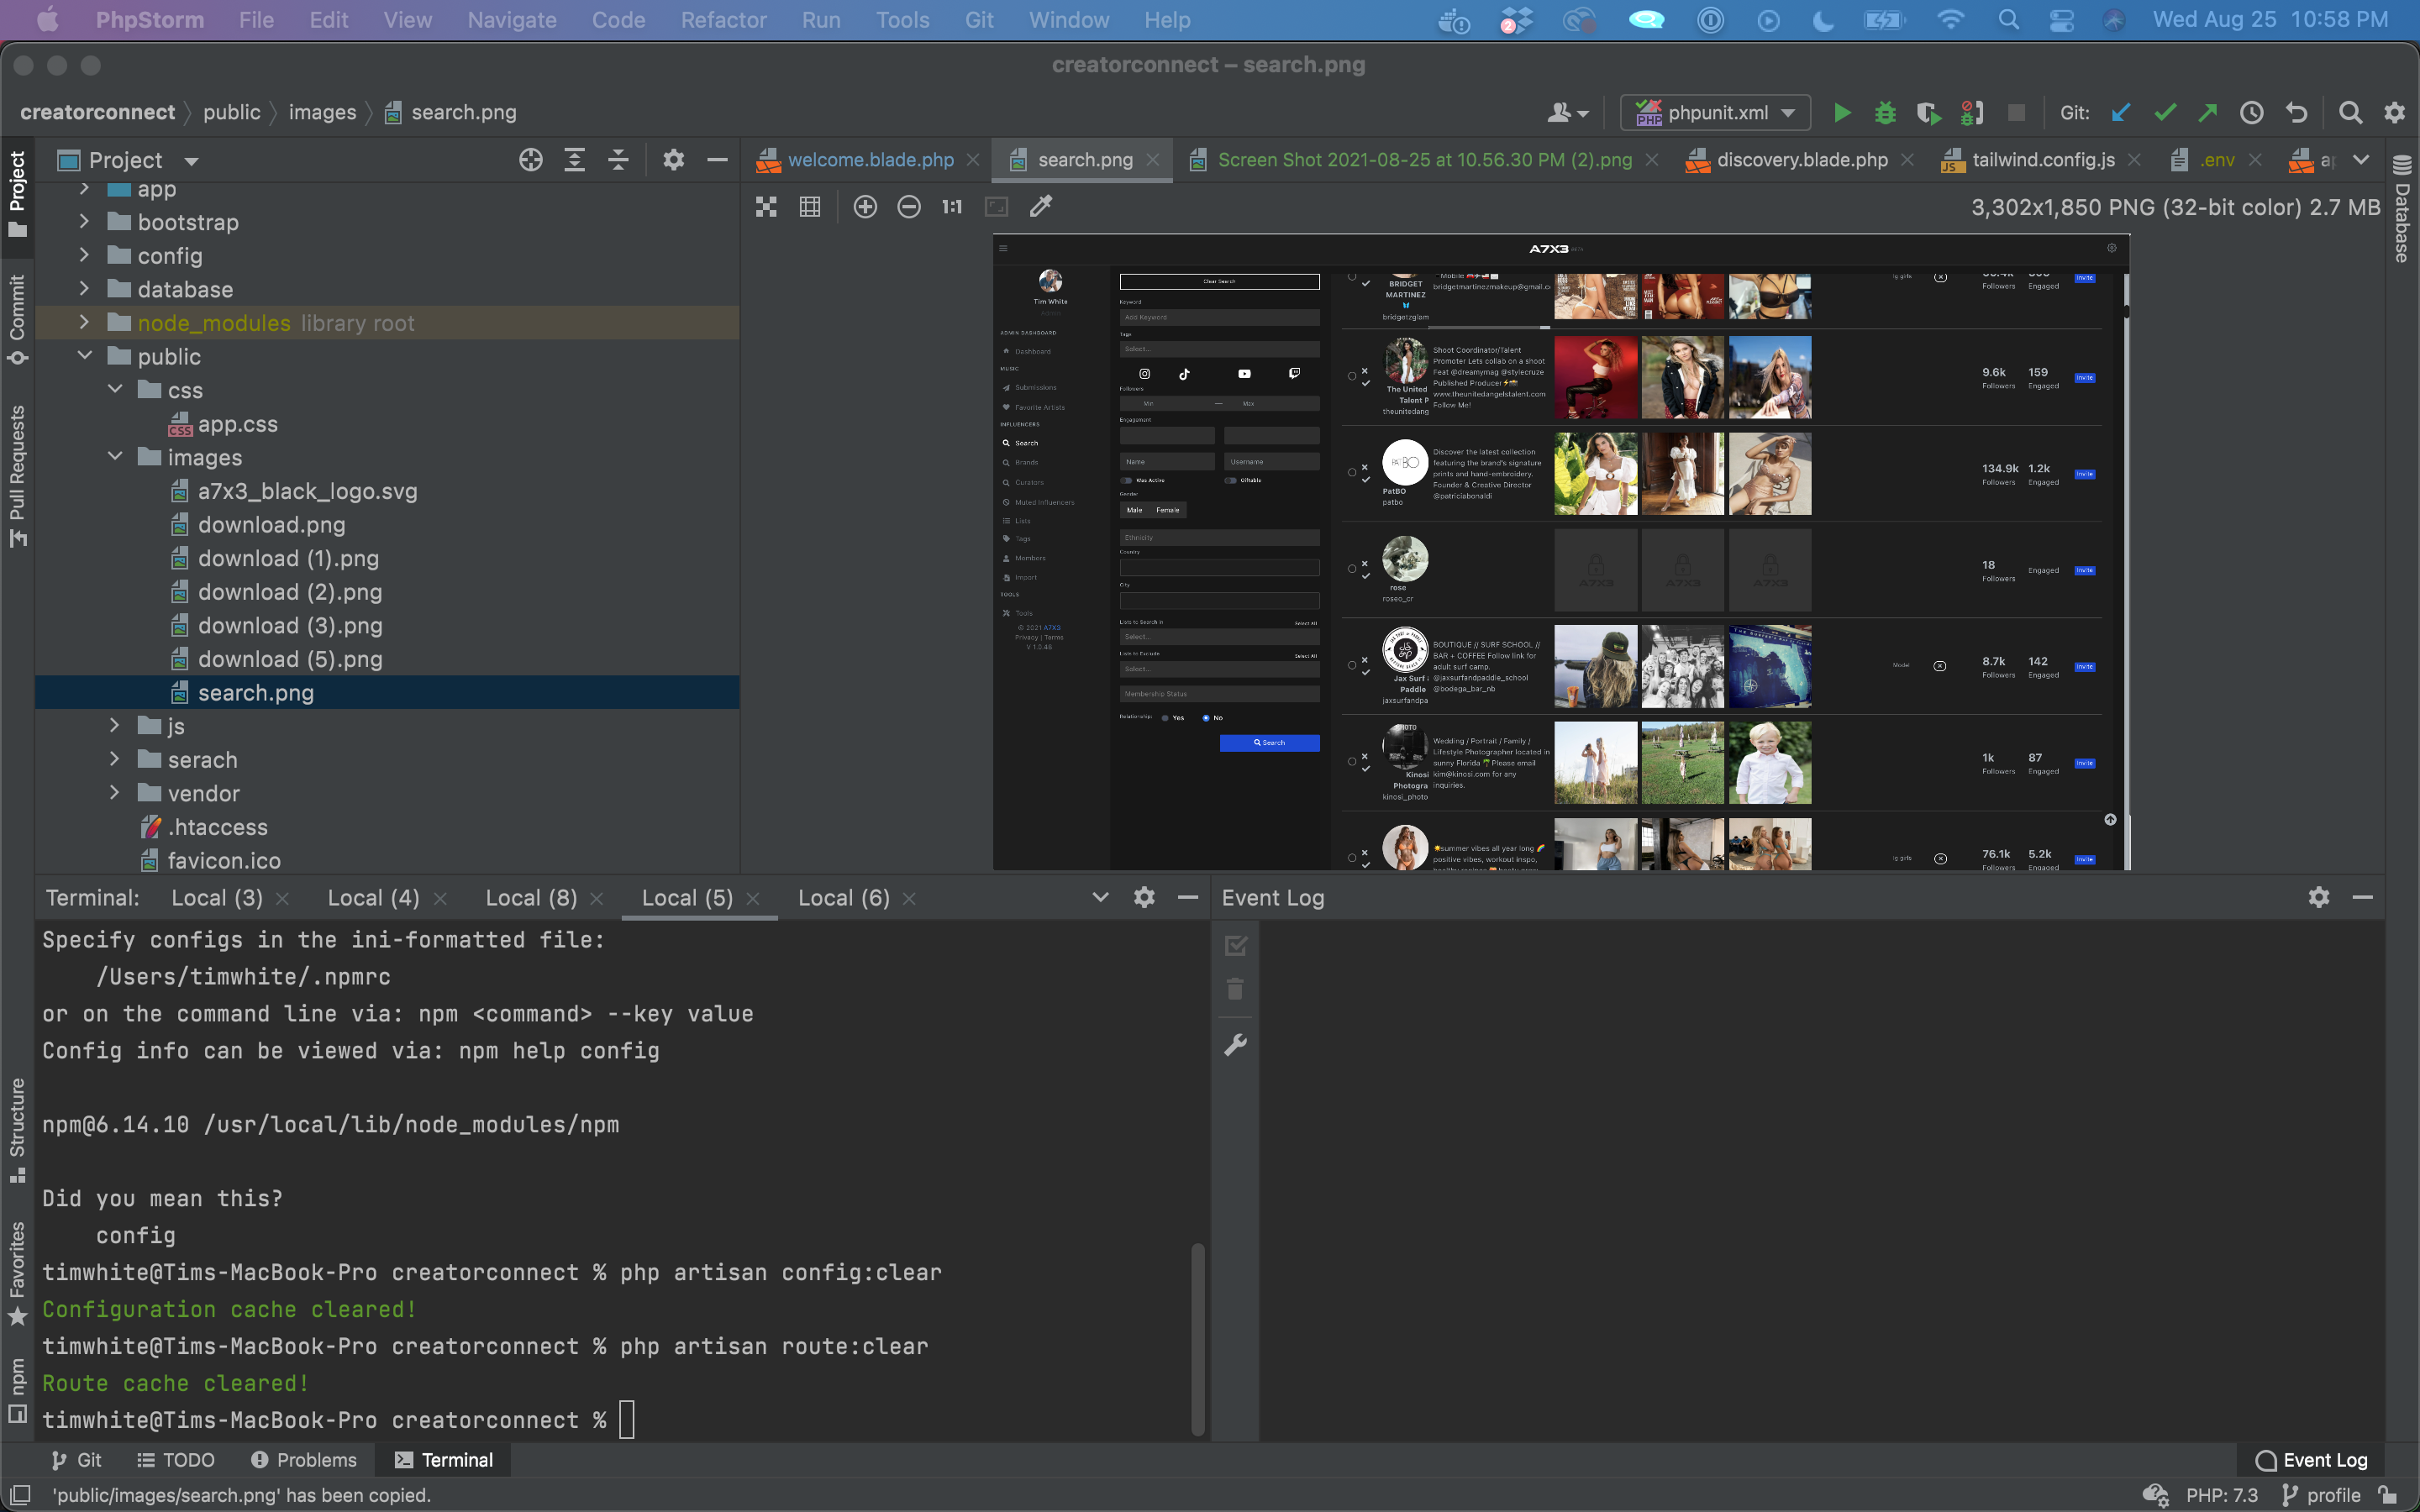 PhpStorm File Edit View Navigate Code Refactor Run Tools Git Window Help
2
Wed Aug 25 10:58 PM
creatorconnect – search.png
creatorconnect public images search.png
phpunit.xml
Git:
Project
welcome.blade.php
search.png
Screen Shot 2021-08-25 at 10.56.30 PM (2).png
discovery.blade.php
tailwind.config.js
.env
Project
Commit
Pull Requests
Structure
Favorites
npm
Database
app
bootstrap
config
database
node_modules library root
public
css
app.css
images
a7x3_black_logo.svg
download.png
download (1).png
download (2).png
download (3).png
download (5).png
search.png
js
serach
vendor
.htaccess
favicon.ico
1:1
3,302x1,850 PNG (32-bit color) 2.7 MB
A7X3
Tim White
ADMIN DASHBOARD
Dashboard
MUSIC
Submissions
Favorite Artists
INFLUENCERS
Search
Brands
Curators
Muted Influencers
Lists
Tags
Members
Import
TOOLS
Tools
© 2021 A7X3
Privacy | Terms
V 1.0.46
Clear Search
Keyword
Add Keyword
Tags
Select...
Followers
Min — Max
Engagement
Name
Username
Was Active
Giftable
Gender
Male Female
Ethnicity
Country
City
Lists to Search in Select All
Select...
Lists to Exclude Select All
Select...
Membership Status
Relationship: Yes No
Search
BRIDGET
MARTINEZ
bridgetzglam
Followers
Engaged
Invite
The United
Talent P
theunitedang
Shoot Coordinator/Talent
Promoter Lets collab on a shoot
Feat @dreamymag @stylecruze
Published Producer
www.theunitedangelstalent.com
Follow Me!
9.6k
Followers
159
Engaged
Invite
PatBO
patbo
Discover the latest collection
featuring the brand's signature
prints and hand-embroidery.
Founder & Creative Director
@patriciabonaldi
134.9k
Followers
1.2k
Engaged
Invite
rose
roseo_cr
A7X3
A7X3
A7X3
18
Followers
Engaged
Invite
Jax Surf
Paddle
jaxsurfandpa
BOUTIQUE // SURF SCHOOL //
BAR + COFFEE Follow link for
adult surf camp.
@jaxsurfandpaddle_school
@bodega_bar_nb
Model
8.7k
Followers
142
Engaged
Invite
Kinosi
Photogra
kinosi_photo
Wedding / Portrait / Family /
Lifestyle Photographer located in
sunny Florida Please email
kim@kinosi.com for any
inquiries.
1k
Followers
87
Engaged
Invite
summer vibes all year long
positive vibes, workout inspo,
76.1k
5.2k
Invite
Terminal: Local (3) Local (4) Local (8) Local (5) Local (6)
Event Log
Specify configs in the ini-formatted file:
/Users/timwhite/.npmrc
or on the command line via: npm <command> --key value
Config info can be viewed via: npm help config
npm@6.14.10 /usr/local/lib/node_modules/npm
Did you mean this?
config
timwhite@Tims-MacBook-Pro creatorconnect % php artisan config:clear
Configuration cache cleared!
timwhite@Tims-MacBook-Pro creatorconnect % php artisan route:clear
Route cache cleared!
timwhite@Tims-MacBook-Pro creatorconnect %
Git TODO Problems Terminal
Event Log
'public/images/search.png' has been copied.
PHP: 7.3 profile